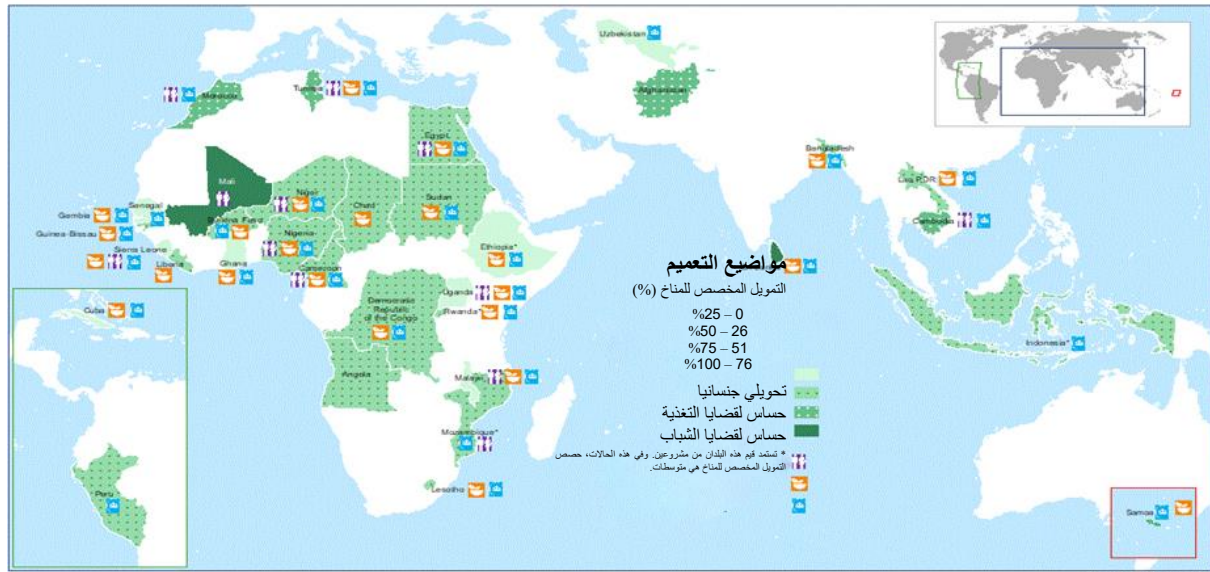 Uzbekistan
Afghanistan
Morocco
Tunisia
Egypt
Bangladesh
Lao PDR
Cambodia
Mali
Niger
Chad
Sudan
Senegal
Gambia
Guinea-Bissau
Sierra Leone
Liberia
Burkina Faso
Ghana
Nigeria
Cameroon
Ethiopia*
Uganda
Rwanda*
Democratic
Republic
of the Congo
Angola
Malawi
Mozambique*
Lesotho
Indonesia*
Cuba
Peru
Samoa
مواضيع التعميم
التمويل المخصص للمناخ (%)
0 – 25%
26 – 50%
51 – 75%
76 – 100%
تحويلي جنسانيا
حساس لقضايا التغذية
حساس لقضايا الشباب
* تستمد قيم هذه البلدان من مشروعين. وفي هذه الحالات، حصص
التمويل المخصص للمناخ هي متوسطات.